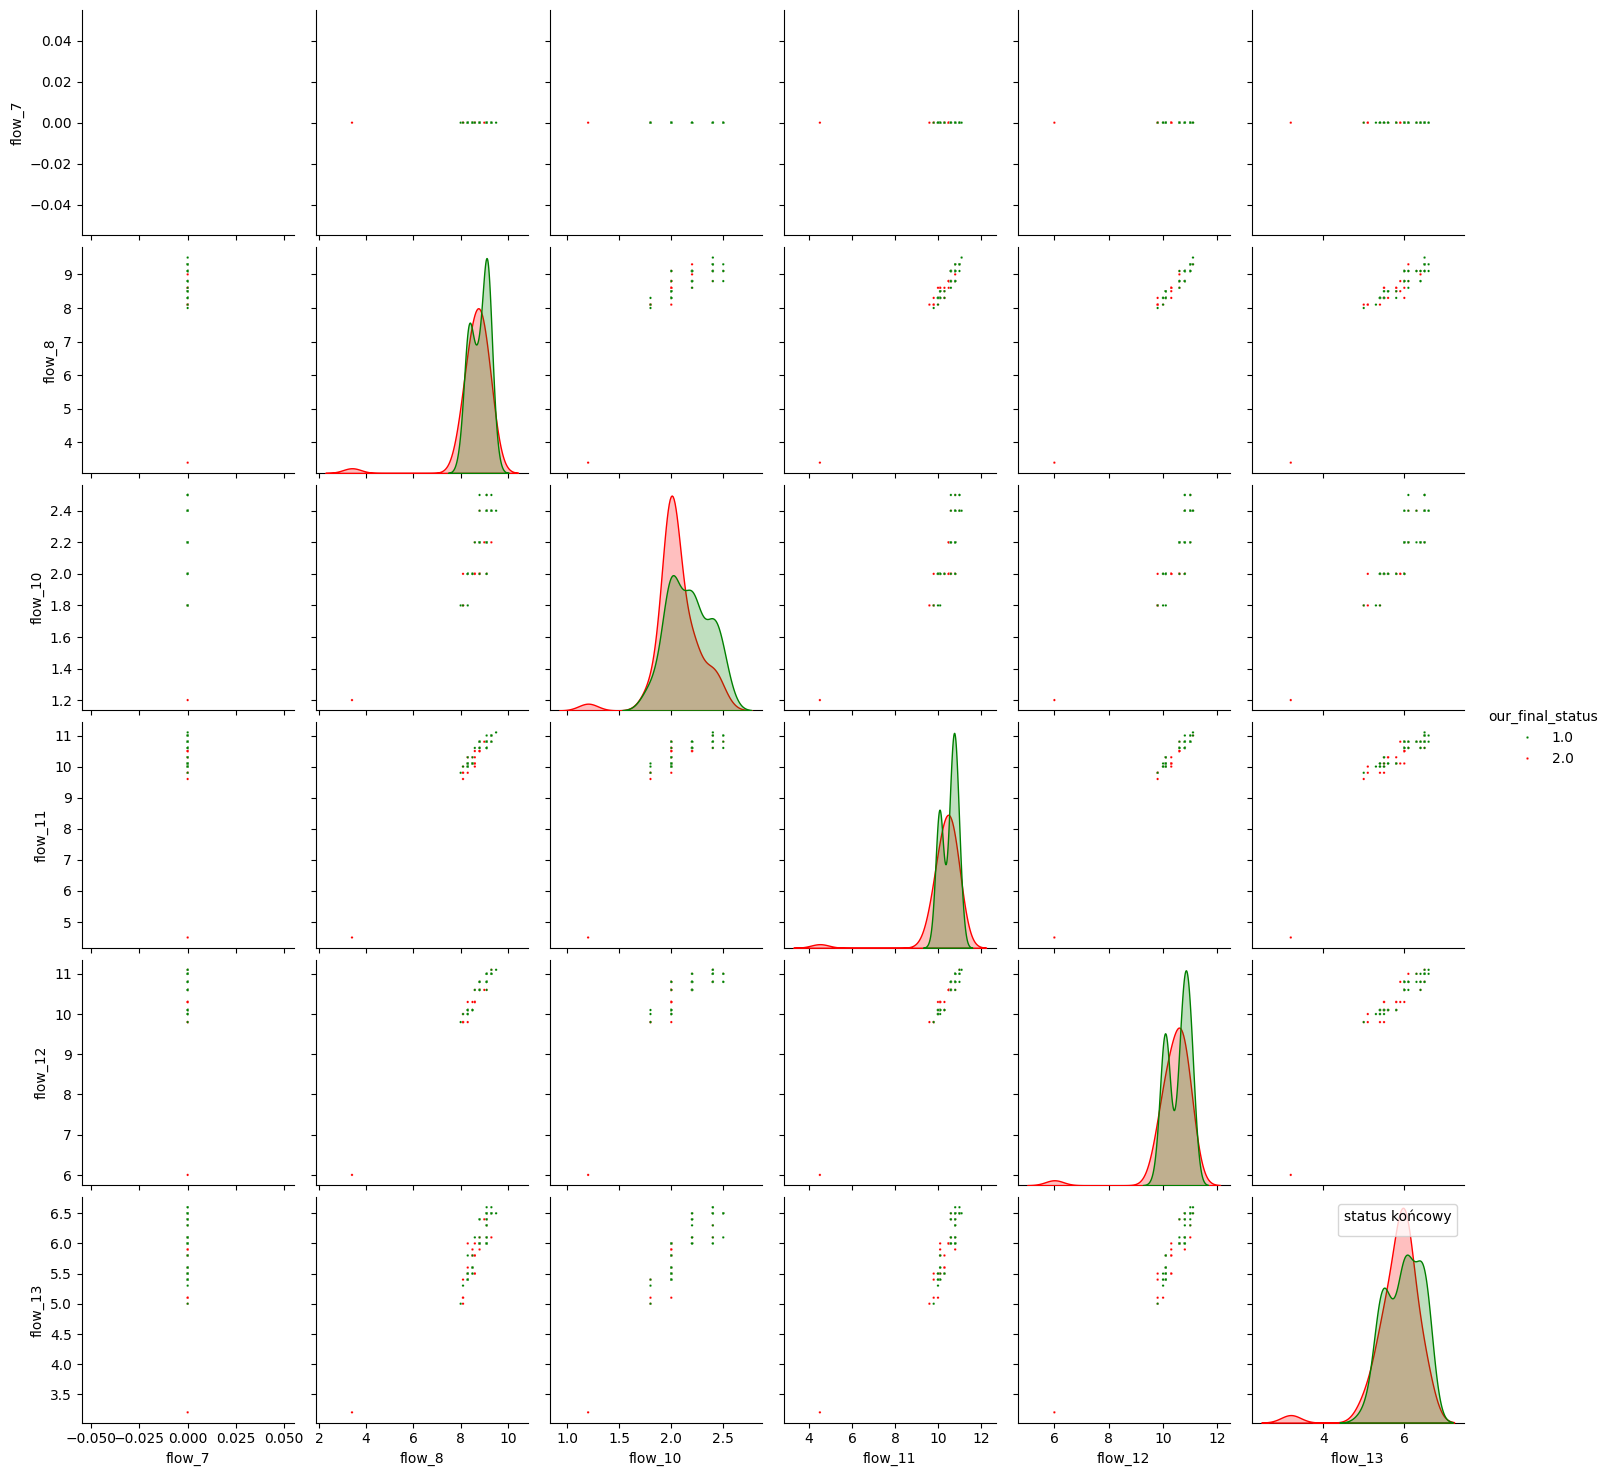 0.04
0.02
0.00
−0.02
−0.04
flow_7
9
8
7
6
5
4
flow_8
2.4
2.2
2.0
1.8
1.6
1.4
1.2
flow_10
11
10
9
8
7
6
5
flow_11
our_final_status
1.0
2.0
11
10
9
8
7
6
flow_12
status końcowy
6.5
6.0
5.5
5.0
4.5
4.0
3.5
flow_13
−0.050 −0.025 0.000 0.025 0.050
flow_7
2 4 6 8 10
flow_8
1.0 1.5 2.0 2.5
flow_10
4 6 8 10 12
flow_11
6 8 10 12
flow_12
4 6
flow_13